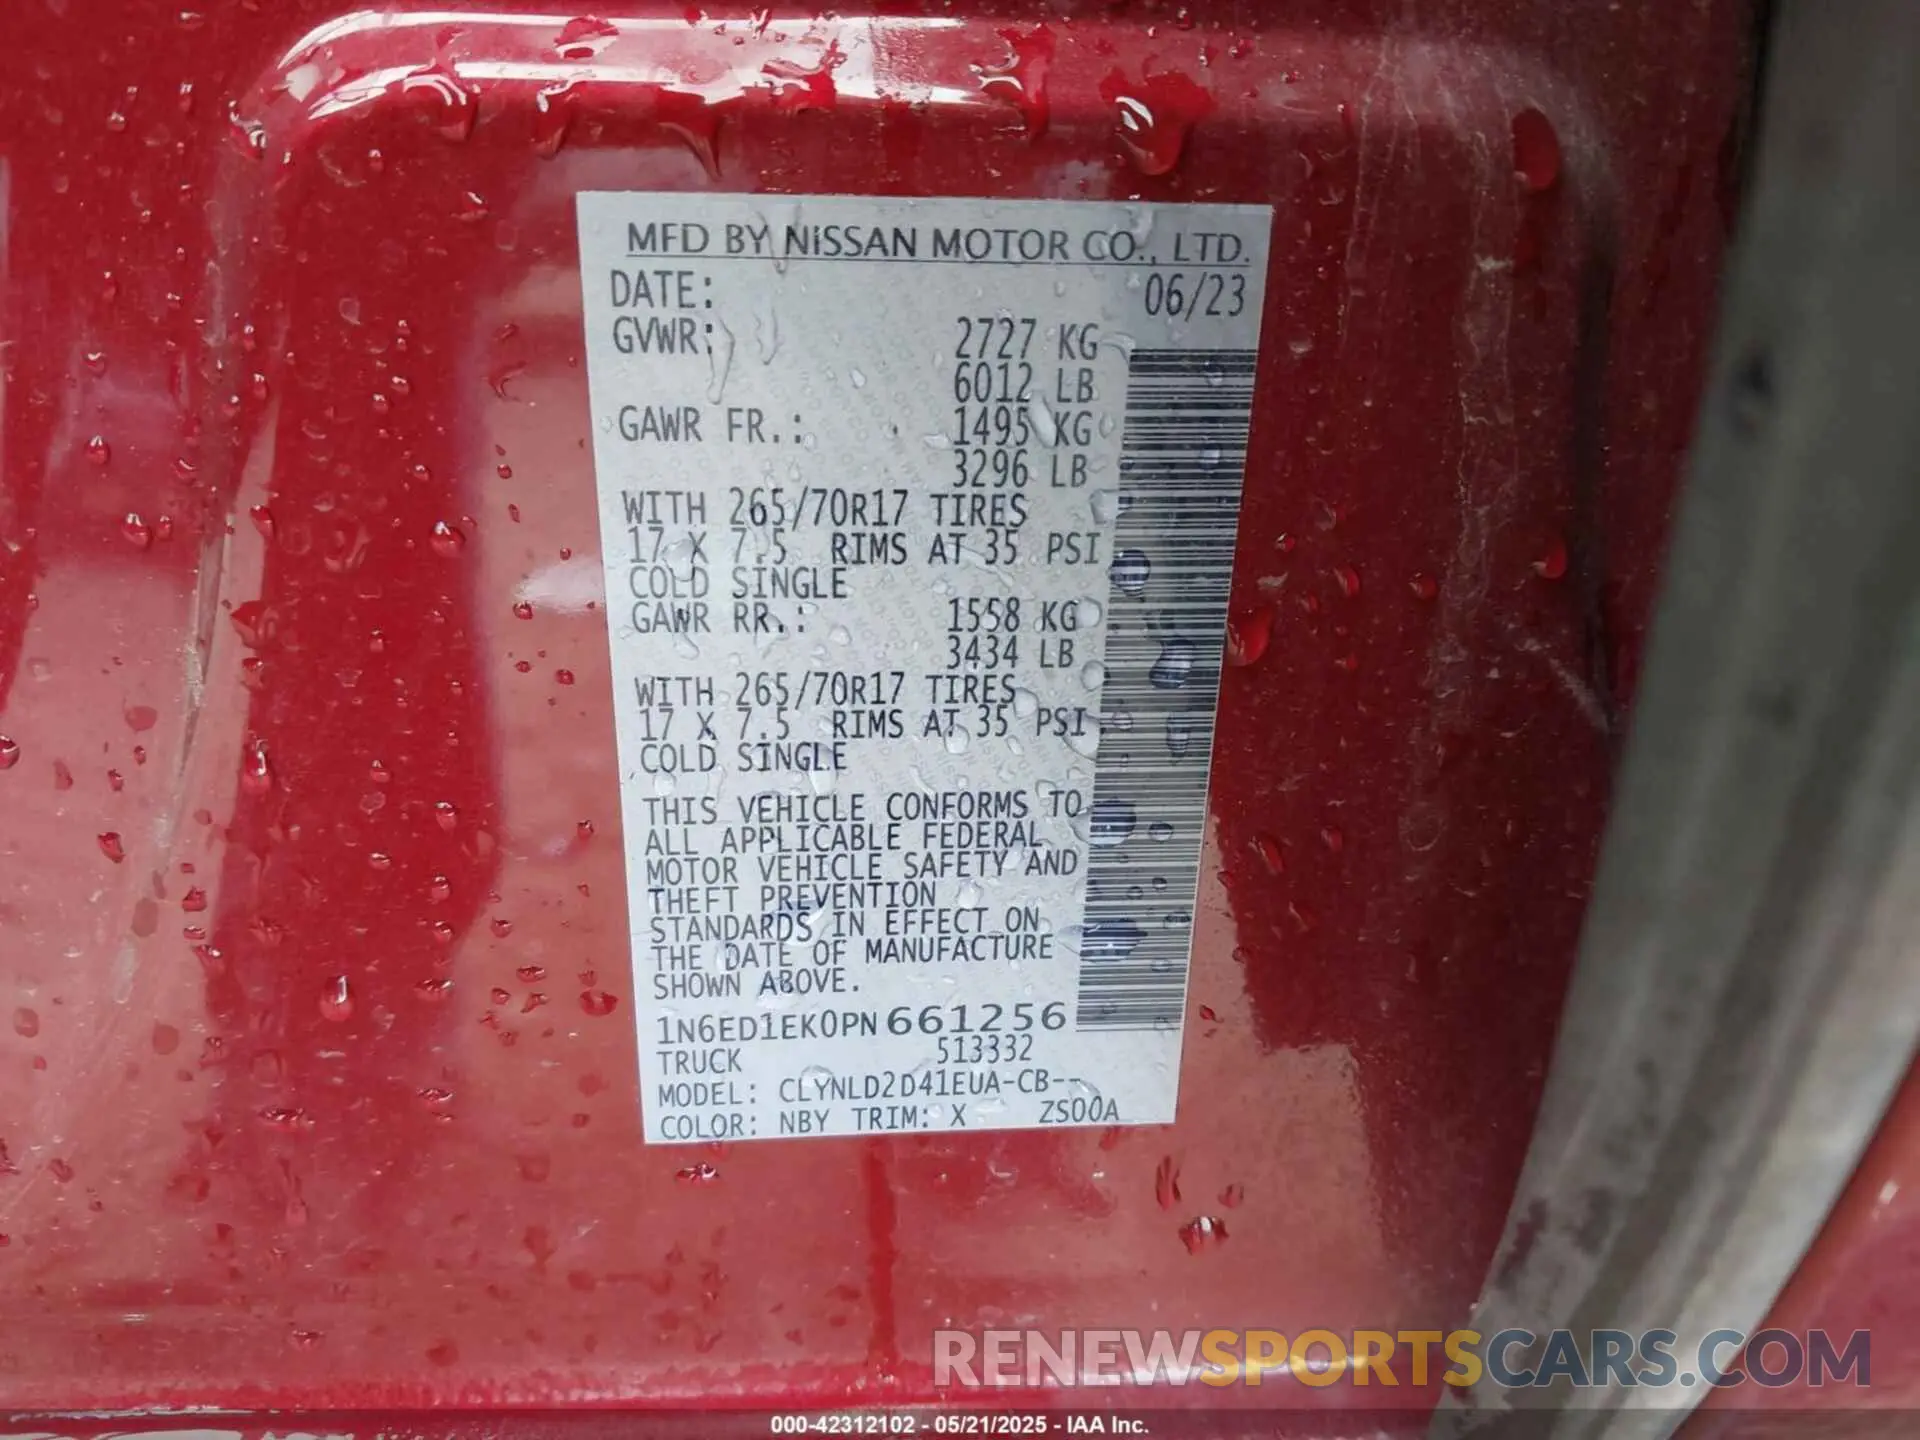 MFD BY NISSAN MOTOR CO., LTD.
DATE: 06/23
GVWR: 2727 KG
6012 LB
GAWR FR.: 1495 KG
3296 LB
WITH 265/70R17 TIRES
17 X 7.5 RIMS AT 35 PSI
COLD SINGLE
GAWR RR.: 1558 KG
3434 LB
WITH 265/70R17 TIRES
17 X 7.5 RIMS AT 35 PSI
COLD SINGLE
THIS VEHICLE CONFORMS TO
ALL APPLICABLE FEDERAL
MOTOR VEHICLE SAFETY AND
THEFT PREVENTION
STANDARDS IN EFFECT ON
THE DATE OF MANUFACTURE
SHOWN ABOVE.
1N6ED1EK0PN661256
TRUCK 513332
MODEL: CLYNLD2D41EUA-CB--
COLOR: NBY TRIM: X ZS00A
RENEWSPORTSCARS.COM
000-42312102 - 05/21/2025 - IAA Inc.